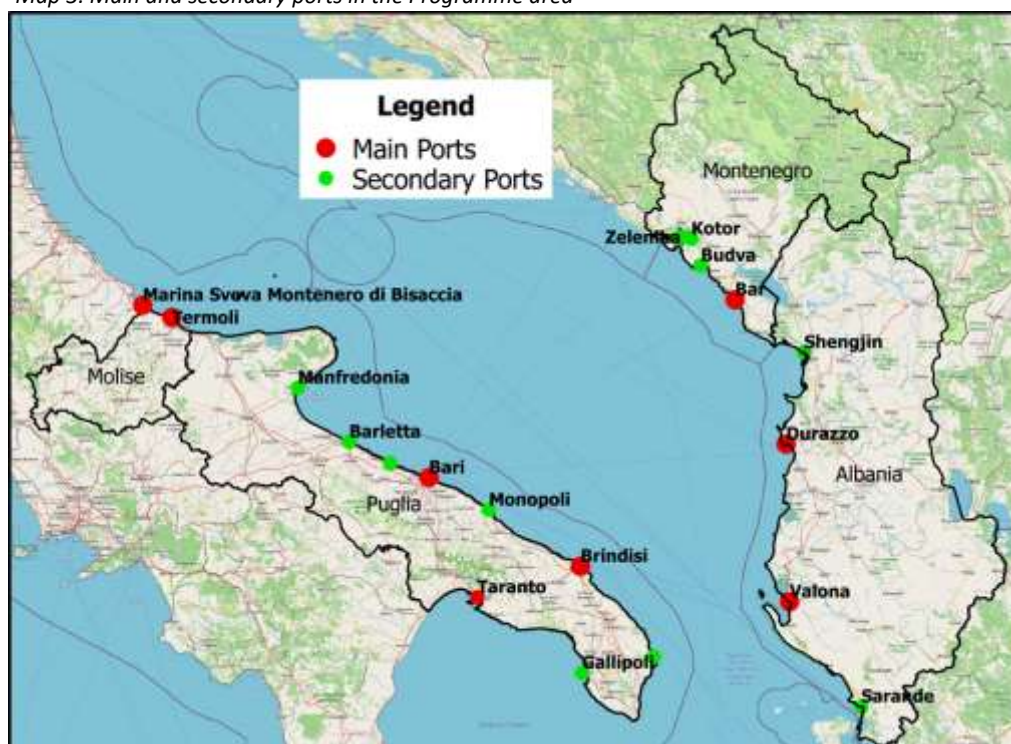 Map 3: Main and secondary ports in the Programme area
Legend
Main Ports
Secondary Ports
Montenegro
Kotor
Budva
Bar
Marina Sveva Montenero di Bisaccia
Termoli
Molise
Shengjin
Manfredonia
Barletta
Durazzo
Bari
Albania
Puglia
Monopoli
Brindisi
Taranto
Valona
Gallipoli
Sarande